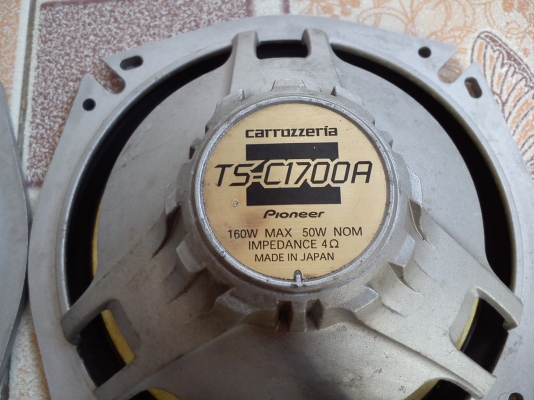 carrozzeria
TS-C1700A
Pioneer
160W MAX 50W NOM
IMPEDANCE 4Ω
MADE IN JAPAN